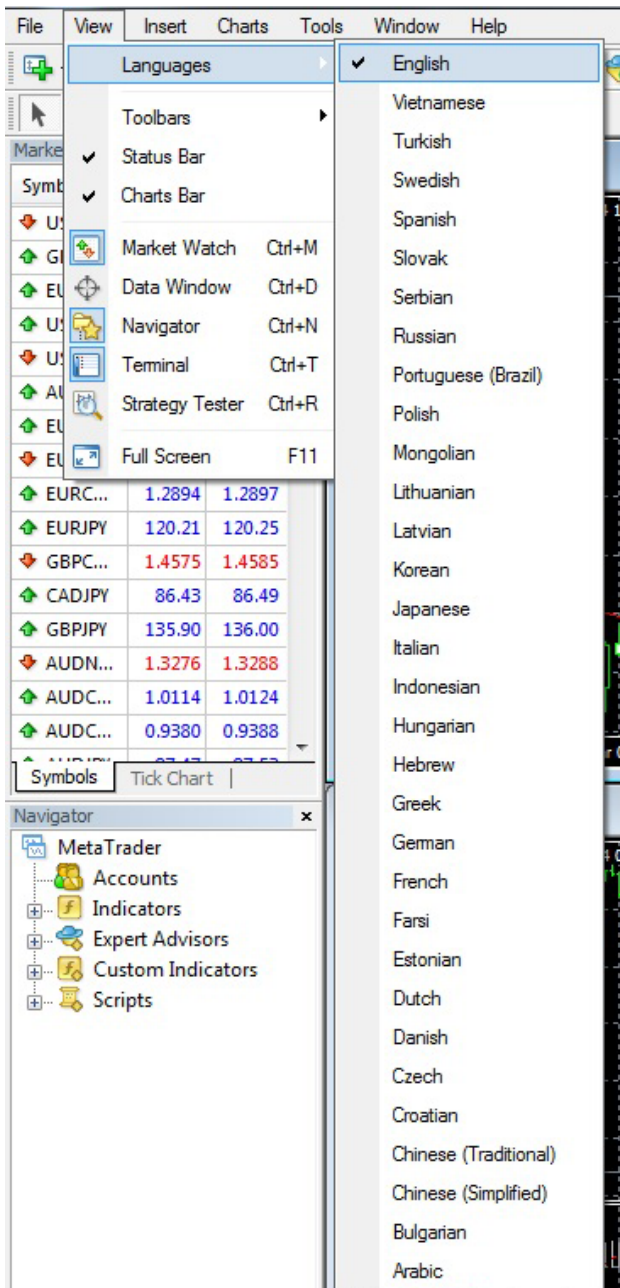 File View Insert Charts Tools Window Help
Languages
Toolbars
Status Bar
Charts Bar
Market Watch Ctrl+M
Data Window Ctrl+D
Navigator Ctrl+N
Terminal Ctrl+T
Strategy Tester Ctrl+R
Full Screen F11
English
Vietnamese
Turkish
Swedish
Spanish
Slovak
Serbian
Russian
Portuguese (Brazil)
Polish
Mongolian
Lithuanian
Latvian
Korean
Japanese
Italian
Indonesian
Hungarian
Hebrew
Greek
German
French
Farsi
Estonian
Dutch
Danish
Czech
Croatian
Chinese (Traditional)
Chinese (Simplified)
Bulgarian
Arabic
EURC... 1.2894 1.2897
EURJPY 120.21 120.25
GBPC... 1.4575 1.4585
CADJPY 86.43 86.49
GBPJPY 135.90 136.00
AUDN... 1.3276 1.3288
AUDC... 1.0114 1.0124
AUDC... 0.9380 0.9388
Symbols Tick Chart
Navigator
MetaTrader
Accounts
Indicators
Expert Advisors
Custom Indicators
Scripts